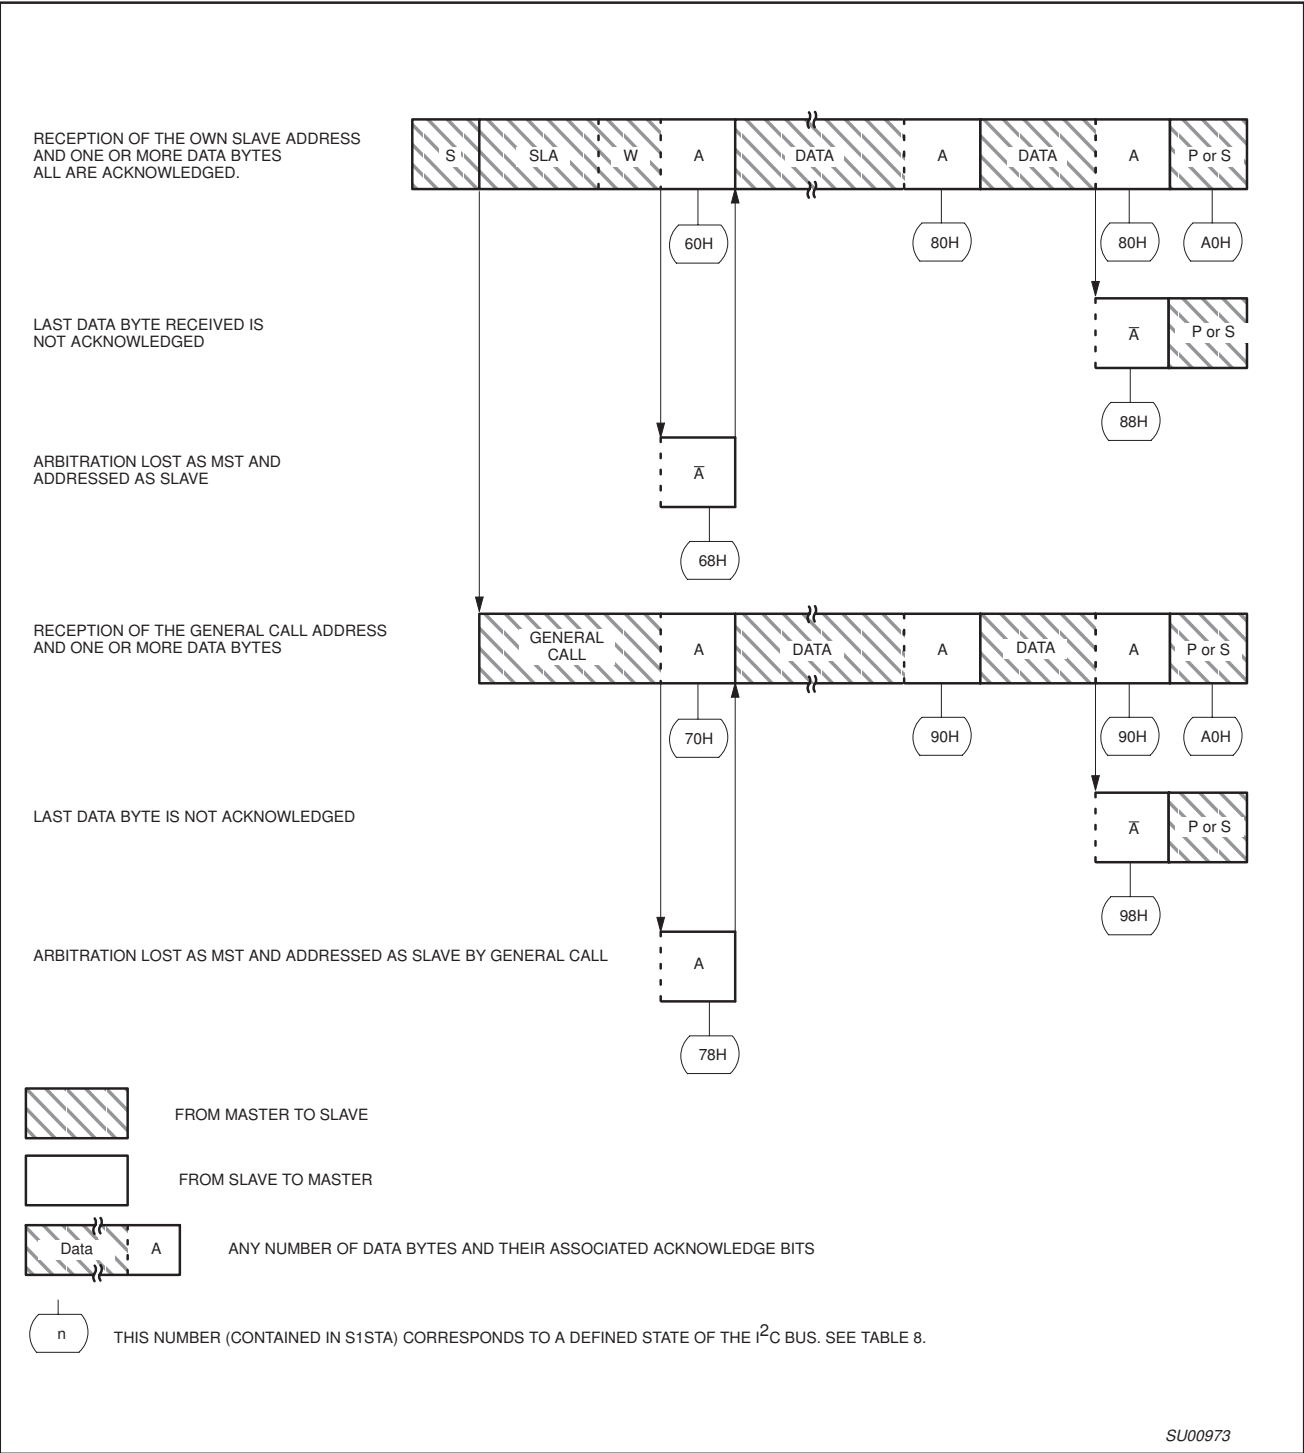 RECEPTION OF THE OWN SLAVE ADDRESS
AND ONE OR MORE DATA BYTES
ALL ARE ACKNOWLEDGED.
S SLA W A DATA A DATA A P or S
60H 80H 80H A0H
LAST DATA BYTE RECEIVED IS
NOT ACKNOWLEDGED
A̅ P or S
88H
ARBITRATION LOST AS MST AND
ADDRESSED AS SLAVE
A̅
68H
RECEPTION OF THE GENERAL CALL ADDRESS
AND ONE OR MORE DATA BYTES
GENERAL
CALL
A DATA A DATA A P or S
70H 90H 90H A0H
LAST DATA BYTE IS NOT ACKNOWLEDGED
A̅ P or S
98H
ARBITRATION LOST AS MST AND ADDRESSED AS SLAVE BY GENERAL CALL
A
78H
FROM MASTER TO SLAVE
FROM SLAVE TO MASTER
Data A ANY NUMBER OF DATA BYTES AND THEIR ASSOCIATED ACKNOWLEDGE BITS
n THIS NUMBER (CONTAINED IN S1STA) CORRESPONDS TO A DEFINED STATE OF THE I²C BUS. SEE TABLE 8.
SU00973